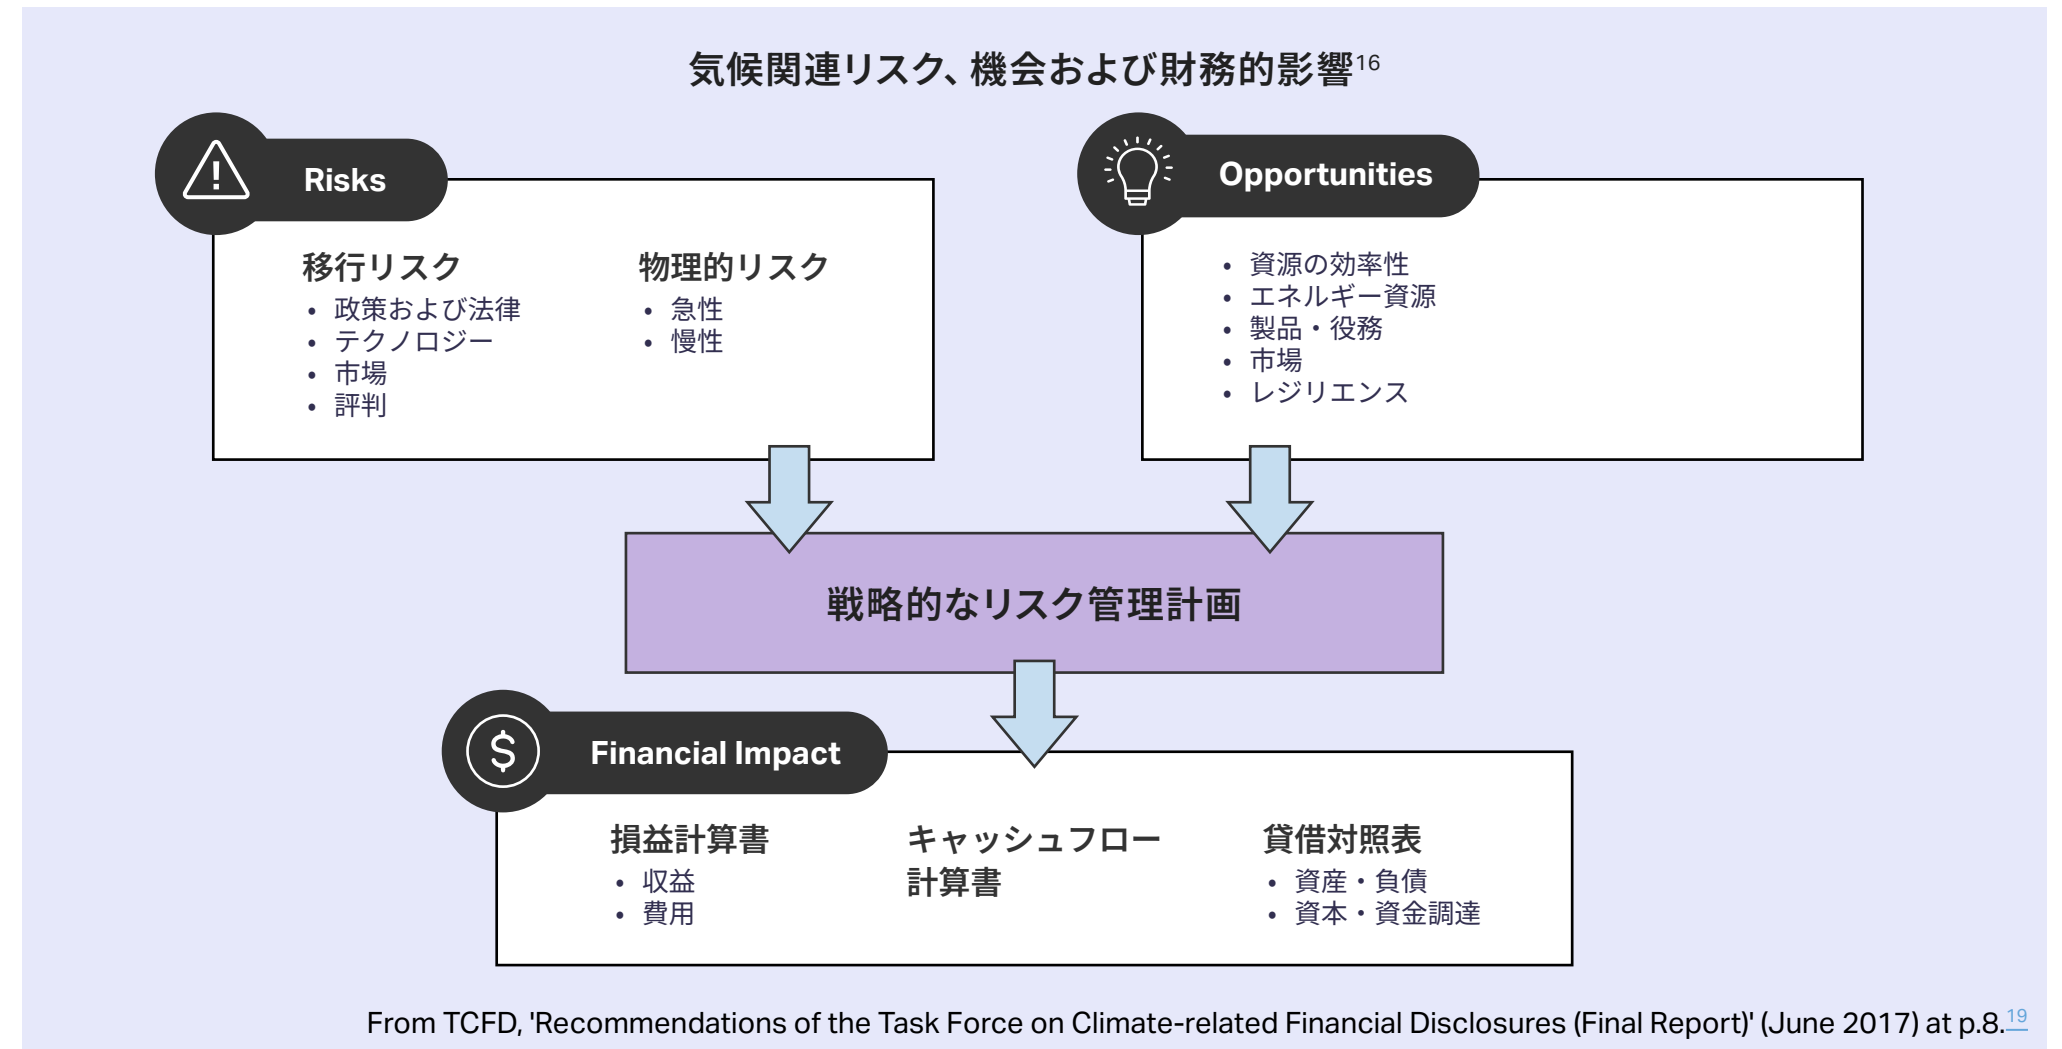 気候関連リスク、機会および財務的影響16
Risks
移行リスク
• 政策および法律
• テクノロジー
• 市場
• 評判
物理的リスク
• 急性
• 慢性
Opportunities
• 資源の効率性
• エネルギー資源
• 製品・役務
• 市場
• レジリエンス
戦略的なリスク管理計画
Financial Impact
損益計算書
• 収益
• 費用
キャッシュフロー
計算書
貸借対照表
• 資産・負債
• 資本・資金調達
From TCFD, 'Recommendations of the Task Force on Climate-related Financial Disclosures (Final Report)' (June 2017) at p.8.19